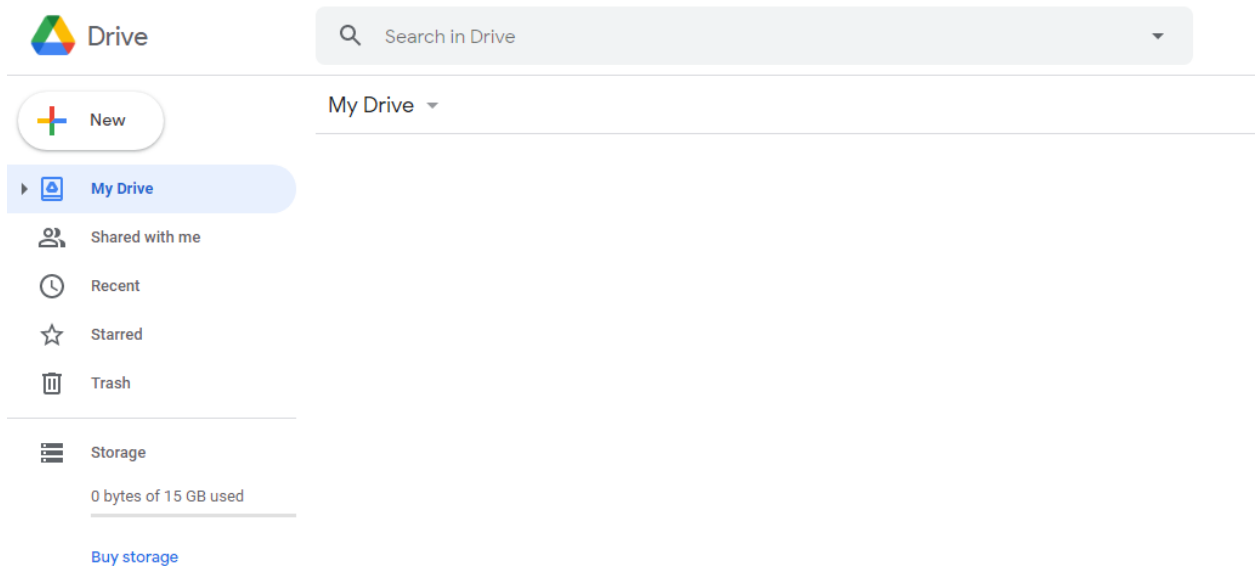 Drive
Search in Drive
New
My Drive
My Drive
Shared with me
Recent
Starred
Trash
Storage
0 bytes of 15 GB used
Buy storage